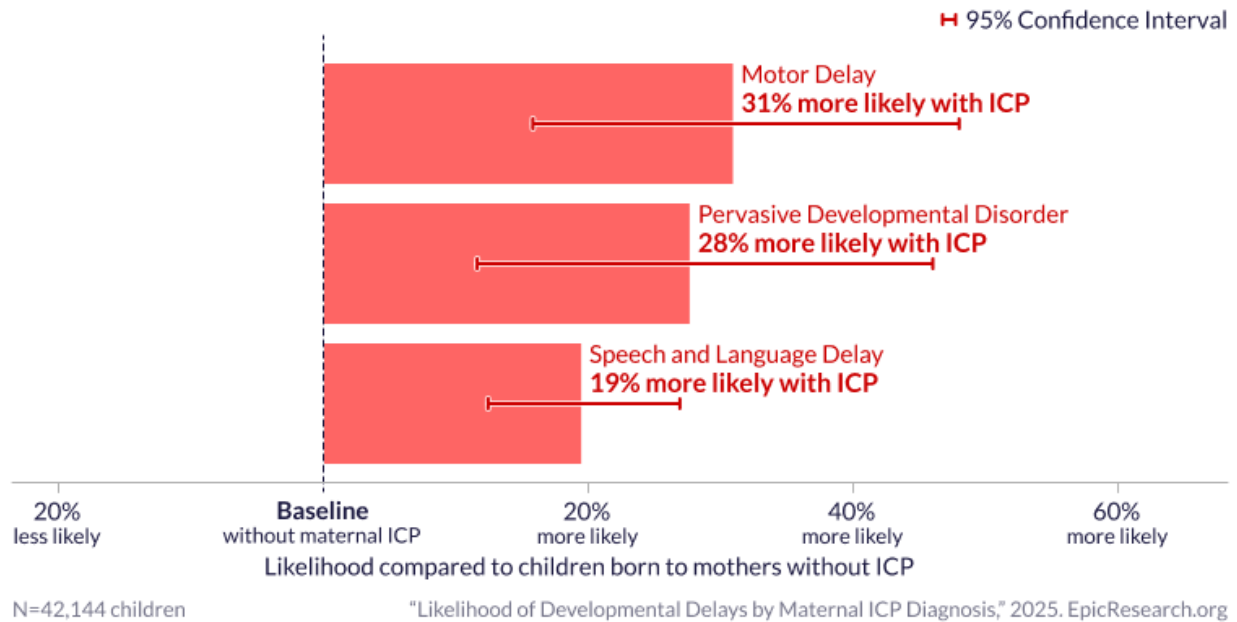 95% Confidence Interval
Motor Delay
31% more likely with ICP
Pervasive Developmental Disorder
28% more likely with ICP
Speech and Language Delay
19% more likely with ICP
20% Baseline 20% 40% 60%
less likely without maternal ICP more likely more likely more likely
Likelihood compared to children born to mothers without ICP
N=42,144 children “Likelihood of Developmental Delays by Maternal ICP Diagnosis,” 2025. EpicResearch.org